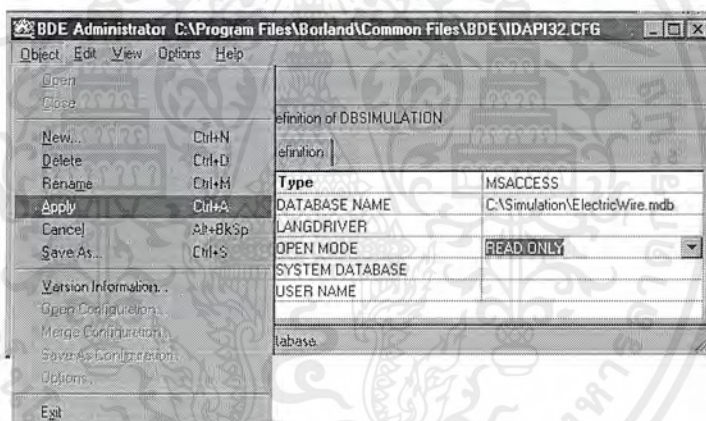 BDE Administrator C:\Program Files\Borland\Common Files\BDE\IDAPI32.CFG
Object Edit View Options Help
Open
Close
New... Ctrl+N
Delete Ctrl+D
Rename Ctrl+M
Apply Ctrl+A
Cancel Alt+BkSp
Save As... Ctrl+S
Version Information...
Open Configuration...
Merge Configuration...
Save As Configuration...
Options...
Exit
efinition of DBSIMULATION
efinition
Type MSACCESS
DATABASE NAME C:\Simulation\ElectricWire.mdb
LANGDRIVER
OPEN MODE READ ONLY
SYSTEM DATABASE
USER NAME
tabase.